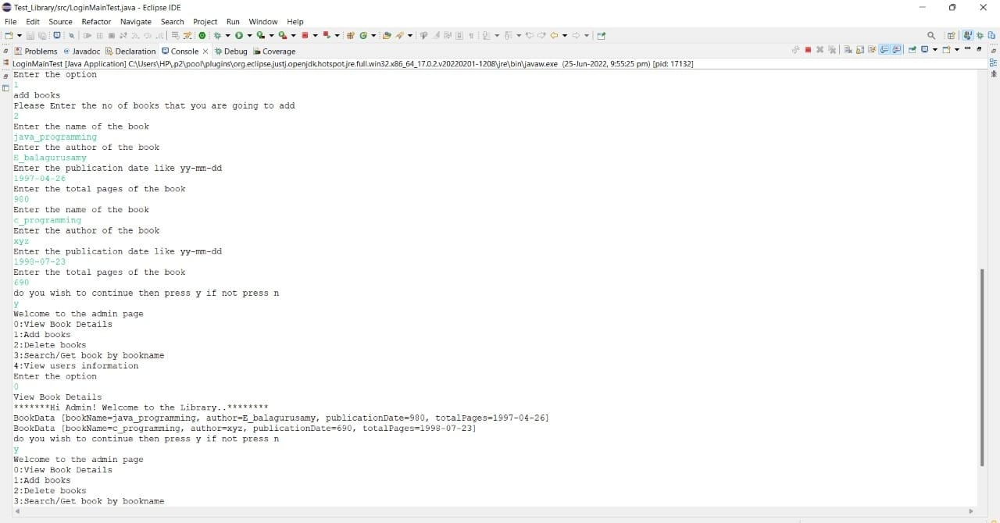 Test_Library/src/LoginMainTest.java - Eclipse IDE
File Edit Source Refactor Navigate Search Project Run Window Help
Problems Javadoc Declaration Console Debug Coverage
LoginMainTest [Java Application] C:\Users\HP\.p2\pool\plugins\org.eclipse.justj.openjdk.hotspot.jre.full.win32.x86_64_17.0.2.v20220201-1208\jre\bin\javaw.exe (25-Jun-2022, 9:55:25 pm) [pid: 17132]
Enter the option
1
add books
Please Enter the no of books that you are going to add
2
Enter the name of the book
java_programming
Enter the author of the book
E_balagurusamy
Enter the publication date like yy-mm-dd
1997-04-26
Enter the total pages of the book
980
Enter the name of the book
c_programming
Enter the author of the book
xyz
Enter the publication date like yy-mm-dd
1998-07-23
Enter the total pages of the book
690
do you wish to continue then press y if not press n
y
Welcome to the admin page
0:View Book Details
1:Add books
2:Delete books
3:Search/Get book by bookname
4:View users information
Enter the option
0
View Book Details
*******Hi Admin! Welcome to the Library..********
BookData [bookName=java_programming, author=E_balagurusamy, publicationDate=980, totalPages=1997-04-26]
BookData [bookName=c_programming, author=xyz, publicationDate=690, totalPages=1998-07-23]
do you wish to continue then press y if not press n
y
Welcome to the admin page
0:View Book Details
1:Add books
2:Delete books
3:Search/Get book by bookname